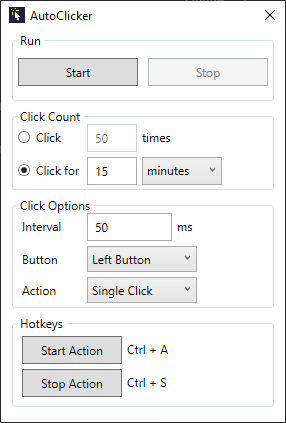 AutoClicker
Run
Start Stop
Click Count
Click 50 times
Click for 15 minutes
Click Options
Interval 50 ms
Button Left Button
Action Single Click
Hotkeys
Start Action Ctrl + A
Stop Action Ctrl + S